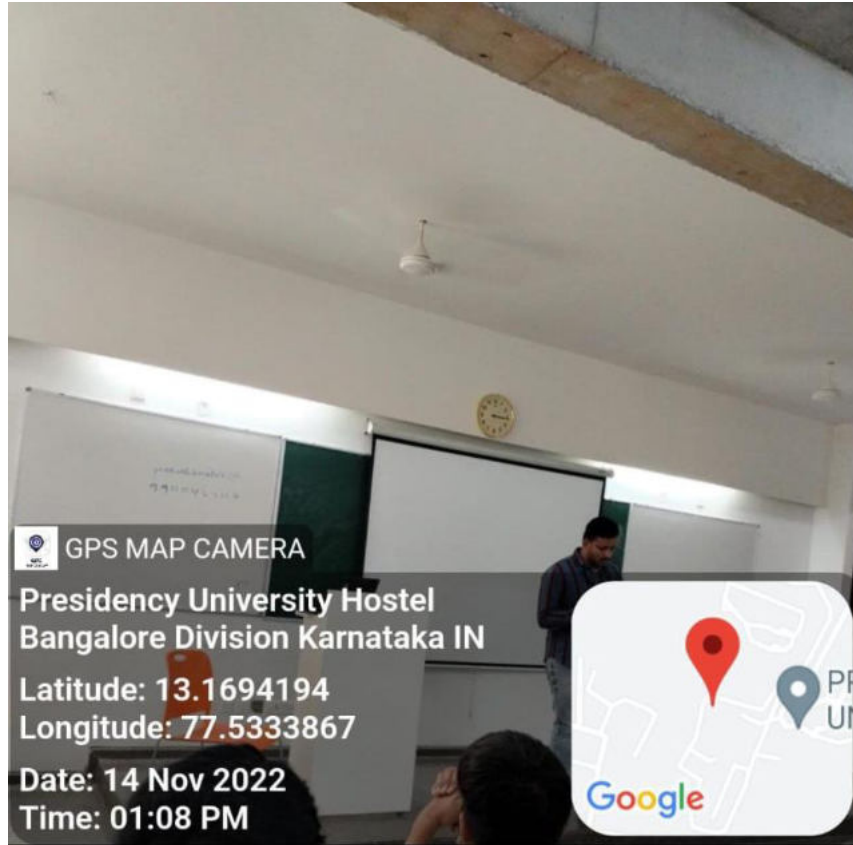 GPS MAP CAMERA
Presidency University Hostel
Bangalore Division Karnataka IN
Latitude: 13.1694194
Longitude: 77.5333867
Date: 14 Nov 2022
Time: 01:08 PM
Google